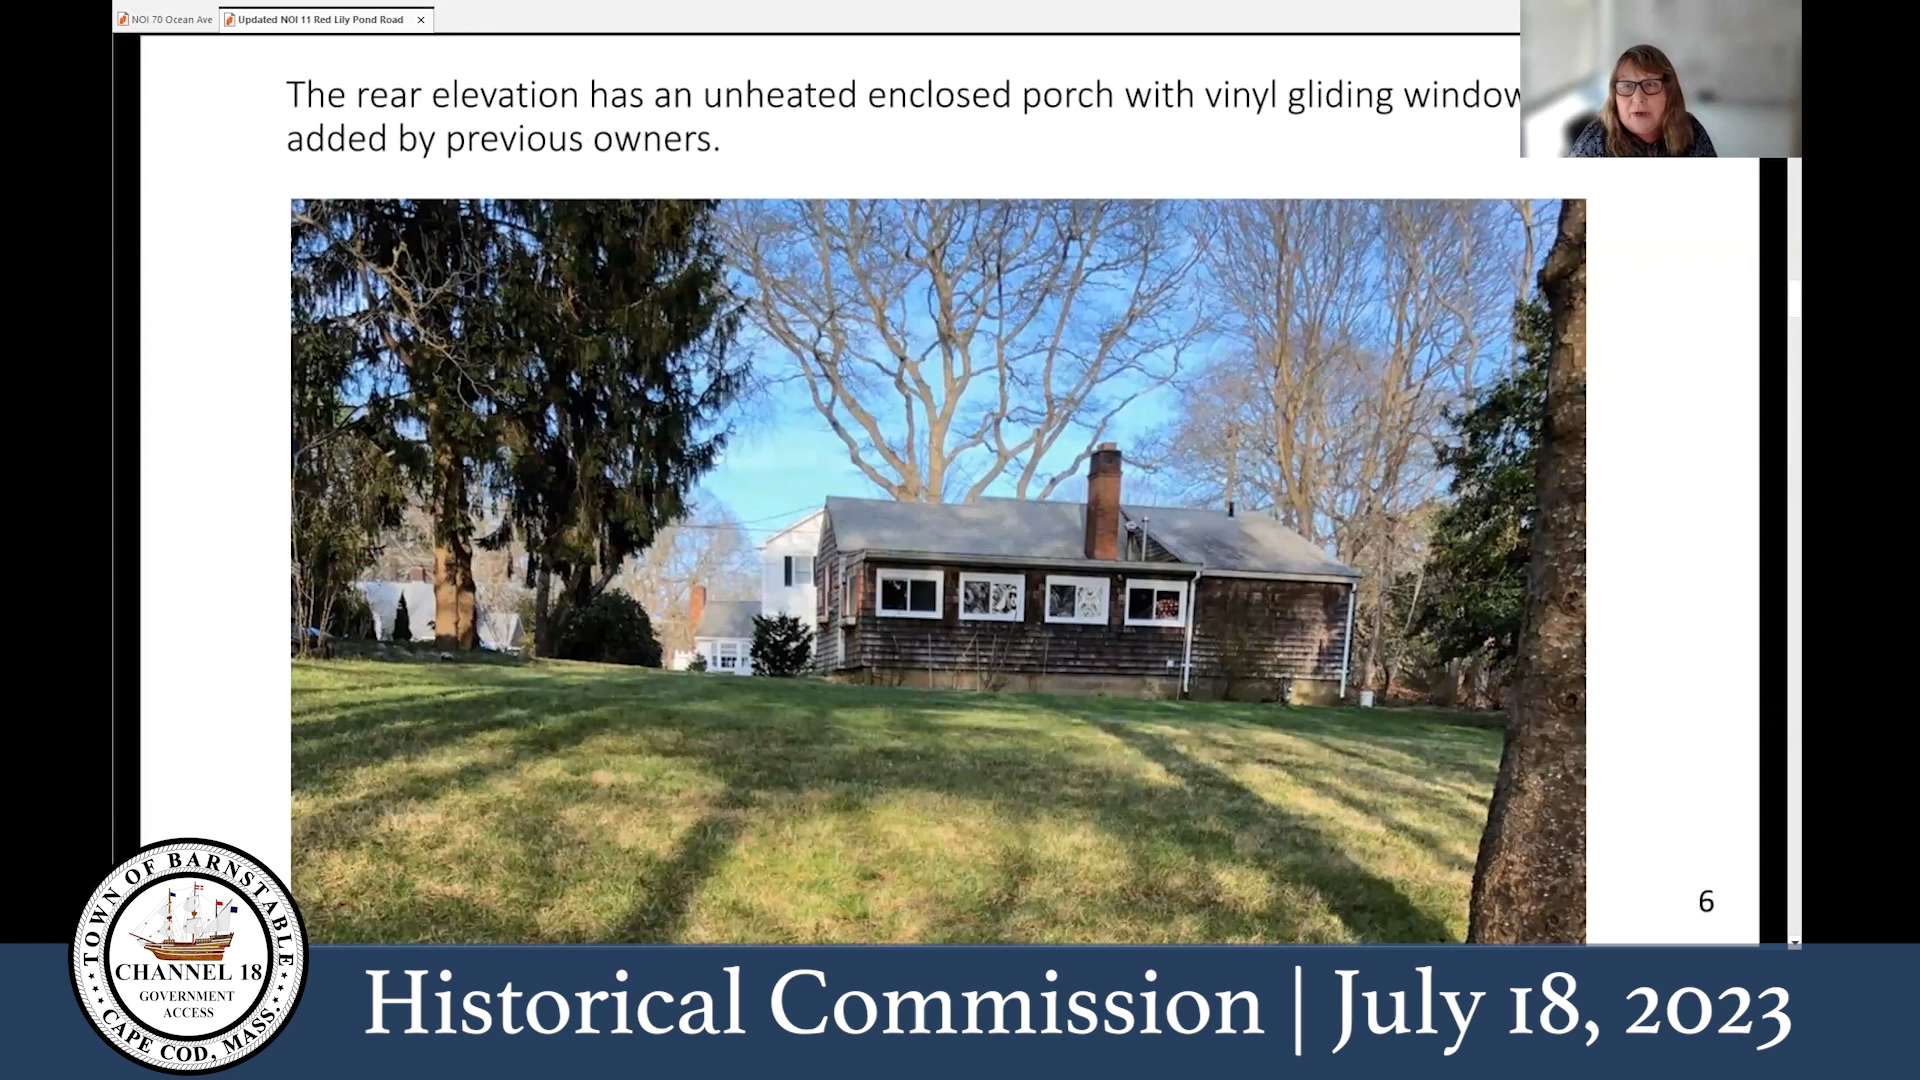 NOI 70 Ocean Ave
Updated NOI 11 Red Lily Pond Road
The rear elevation has an unheated enclosed porch with vinyl gliding window
added by previous owners.
6
TOWN OF BARNSTABLE
CHANNEL 18
GOVERNMENT
ACCESS
CAPE COD, MASS.
Historical Commission | July 18, 2023